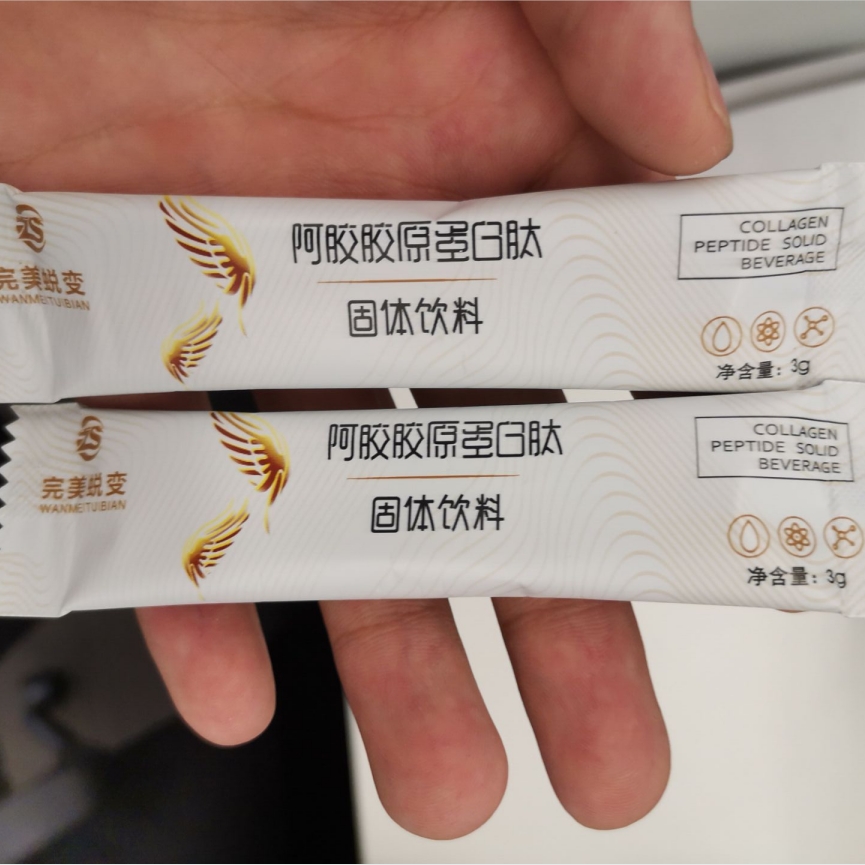 完美蜕变
WANMEITUIBIAN
阿胶胶原蛋白肽
固体饮料
COLLAGEN
PEPTIDE SOLID
BEVERAGE
净含量：3g
完美蜕变
WANMEITUIBIAN
阿胶胶原蛋白肽
固体饮料
COLLAGEN
PEPTIDE SOLID
BEVERAGE
净含量：3g